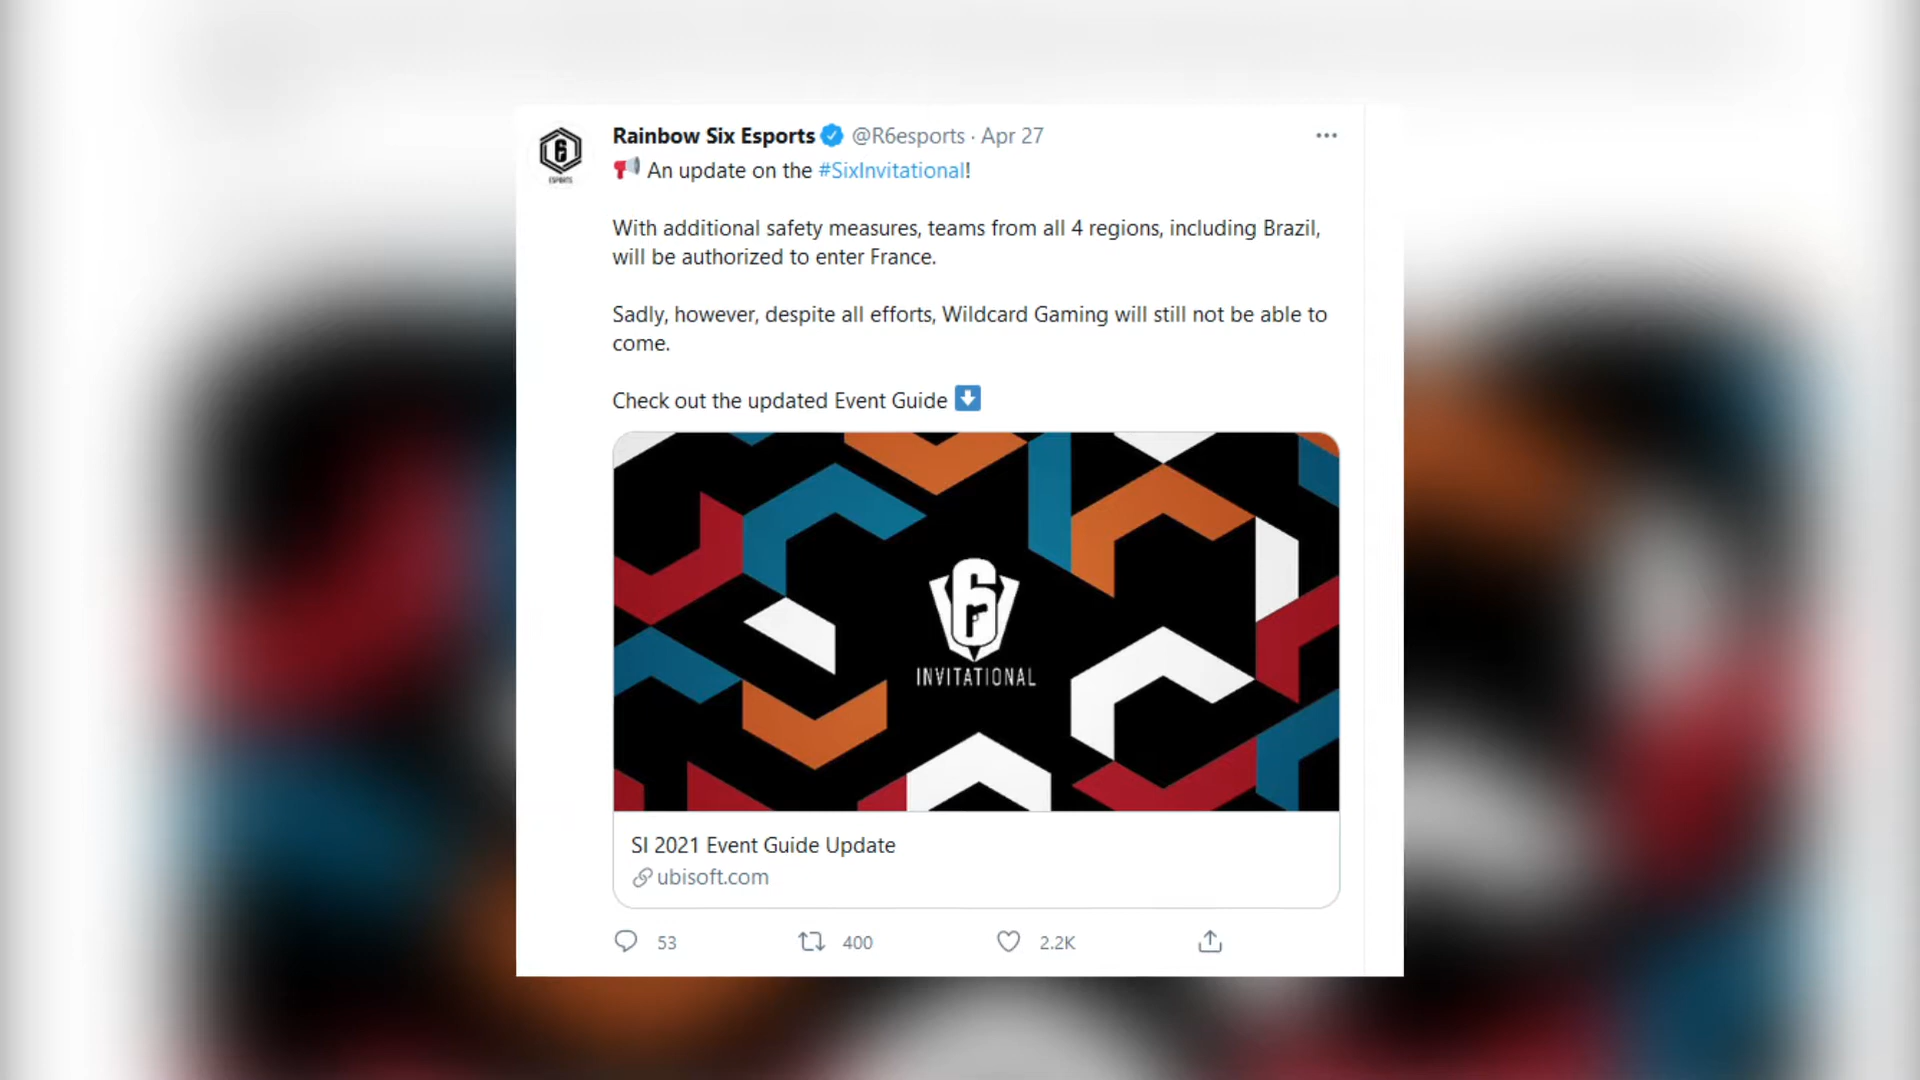 Rainbow Six Esports @R6esports · Apr 27
An update on the #SixInvitational!
With additional safety measures, teams from all 4 regions, including Brazil,
will be authorized to enter France.
Sadly, however, despite all efforts, Wildcard Gaming will still not be able to
come.
Check out the updated Event Guide
6
ESPORTS
6
INVITATIONAL
SI 2021 Event Guide Update
ubisoft.com
53 400 2.2K